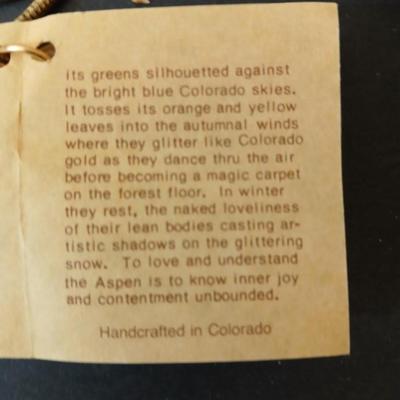 its greens silhouetted against
the bright blue Colorado skies.
It tosses its orange and yellow
leaves into the autumnal winds
where they glitter like Colorado
gold as they dance thru the air
before becoming a magic carpet
on the forest floor. In winter
they rest, the naked loveliness
of their lean bodies casting ar-
tistic shadows on the glittering
snow. To love and understand
the Aspen is to know inner joy
and contentment unbounded.
Handcrafted in Colorado